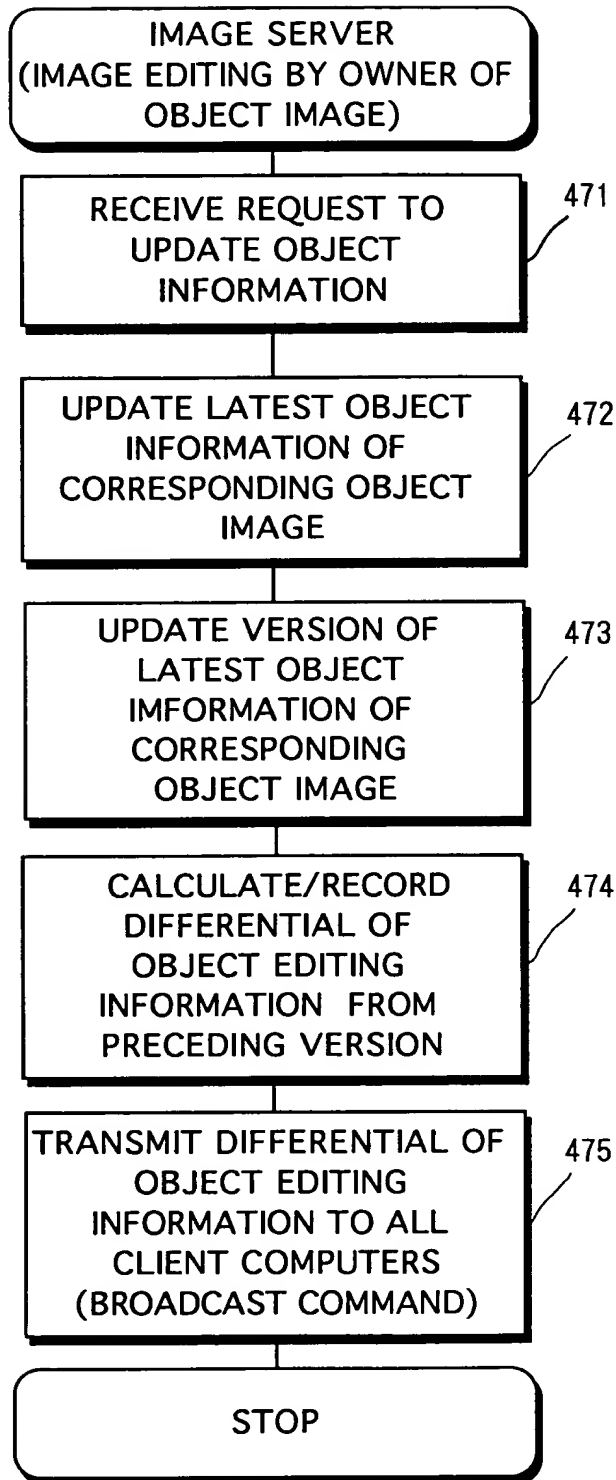 IMAGE SERVER
(IMAGE EDITING BY OWNER OF
OBJECT IMAGE)
RECEIVE REQUEST TO
UPDATE OBJECT
INFORMATION
471
UPDATE LATEST OBJECT
INFORMATION OF
CORRESPONDING OBJECT
IMAGE
472
UPDATE VERSION OF
LATEST OBJECT
IMFORMATION OF
CORRESPONDING
OBJECT IMAGE
473
CALCULATE/RECORD
DIFFERENTIAL OF
OBJECT EDITING
INFORMATION FROM
PRECEDING VERSION
474
TRANSMIT DIFFERENTIAL OF
OBJECT EDITING
INFORMATION TO ALL
CLIENT COMPUTERS
(BROADCAST COMMAND)
475
STOP